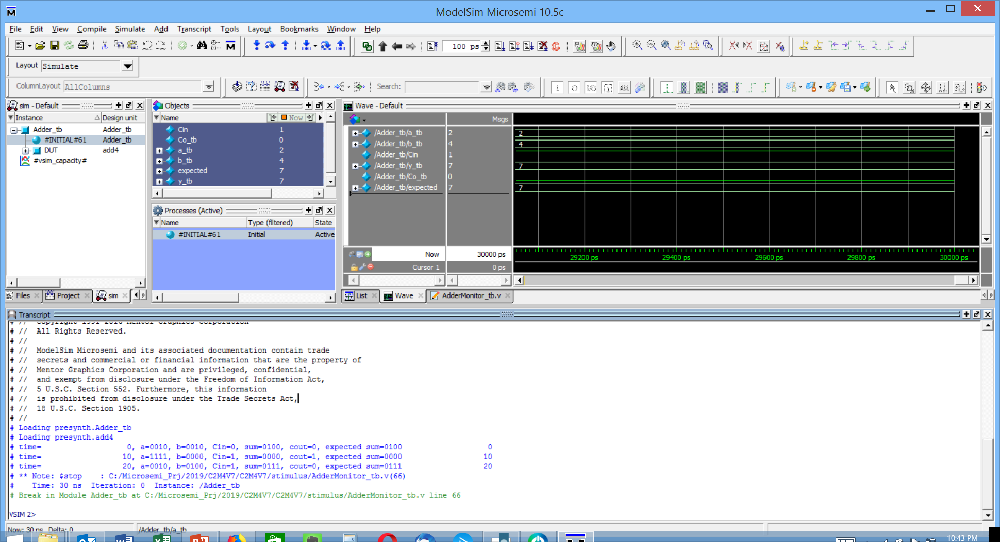 ModelSim Microsemi 10.5c
File Edit View Compile Simulate Add Transcript Tools Layout Bookmarks Window Help
100 ps
Layout Simulate
ColumnLayout AllColumns
Search:
ALL
sim - Default
Instance Design unit
Adder_tb Adder_tb
#INITIAL#61 Adder_tb
DUT add4
#vsim_capacity#
Files Project sim
Objects
Name Now
Cin 1
Co_tb 0
a_tb 2
b_tb 4
expected 7
y_tb 7
Processes (Active)
Name Type (filtered) State
#INITIAL#61 Initial Active
Wave - Default
Msgs
/Adder_tb/a_tb 2 2
/Adder_tb/b_tb 4 4
/Adder_tb/Cin 1
/Adder_tb/y_tb 7 7
/Adder_tb/Co_tb 0
/Adder_tb/expected 7 7
Now 30000 ps 29200 ps 29400 ps 29600 ps 29800 ps 30000 ps
Cursor 1 0 ps
List Wave AdderMonitor_tb.v
Transcript
# // Copyright 1991-2016 Mentor Graphics Corporation
# // All Rights Reserved.
# //
# // ModelSim Microsemi and its associated documentation contain trade
# // secrets and commercial or financial information that are the property of
# // Mentor Graphics Corporation and are privileged, confidential,
# // and exempt from disclosure under the Freedom of Information Act,
# // 5 U.S.C. Section 552. Furthermore, this information
# // is prohibited from disclosure under the Trade Secrets Act,
# // 18 U.S.C. Section 1905.
# //
# Loading presynth.Adder_tb
# Loading presynth.add4
# time= 0, a=0010, b=0010, Cin=0, sum=0100, cout=0, expected sum=0100 0
# time= 10, a=1111, b=0000, Cin=1, sum=0000, cout=1, expected sum=0000 10
# time= 20, a=0010, b=0100, Cin=1, sum=0111, cout=0, expected sum=0111 20
# ** Note: $stop : C:/Microsemi_Prj/2019/C2M4V7/C2M4V7/stimulus/AdderMonitor_tb.v(66)
# Time: 30 ns Iteration: 0 Instance: /Adder_tb
# Break in Module Adder_tb at C:/Microsemi_Prj/2019/C2M4V7/C2M4V7/stimulus/AdderMonitor_tb.v line 66
VSIM 2>
Now: 30 ns Delta: 0 /Adder_tb/a_tb
10:43 PM